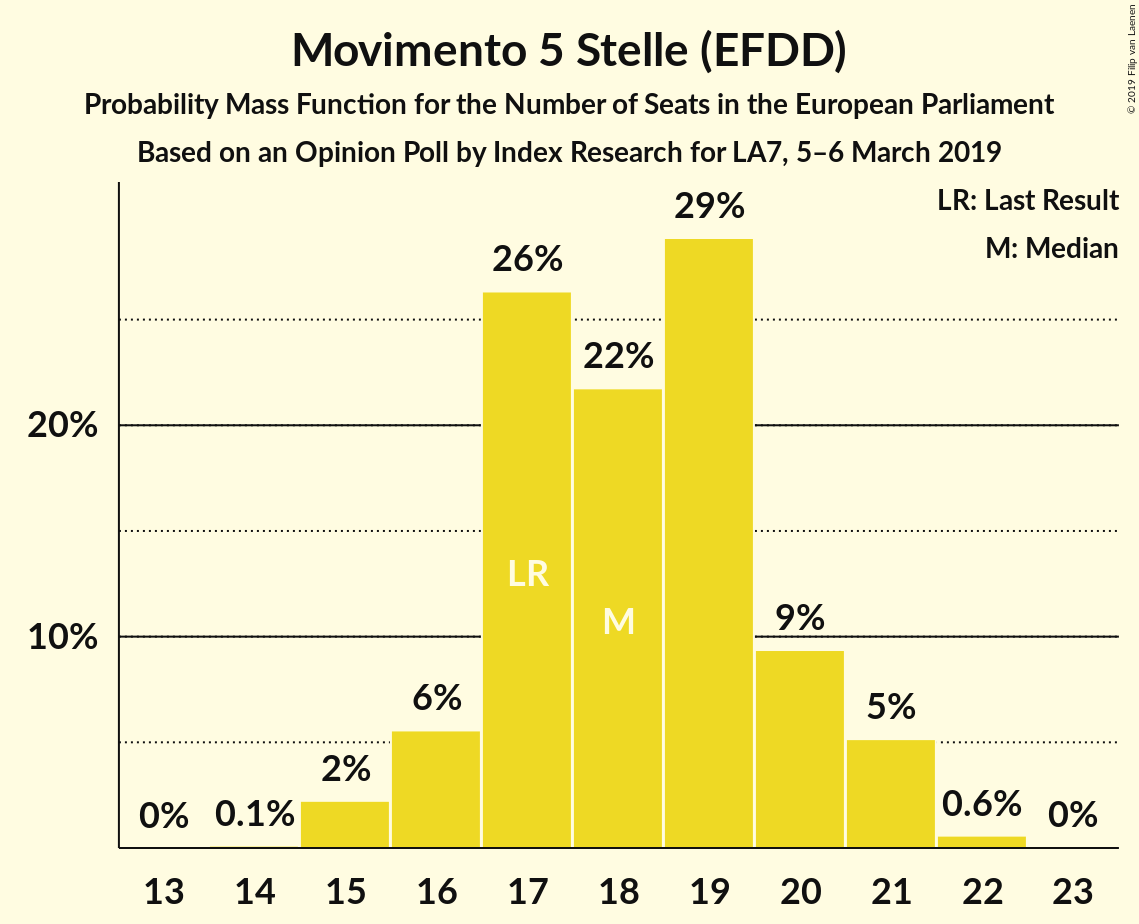 Movimento 5 Stelle (EFDD)
Probability Mass Function for the Number of Seats in the European Parliament
Based on an Opinion Poll by Index Research for LA7, 5–6 March 2019
© 2019 Filip van Laenen
LR: Last Result
M: Median
20%
10%
0%
0.1%
2%
6%
26%
22%
29%
9%
5%
0.6%
0%
LR
M
13 14 15 16 17 18 19 20 21 22 23